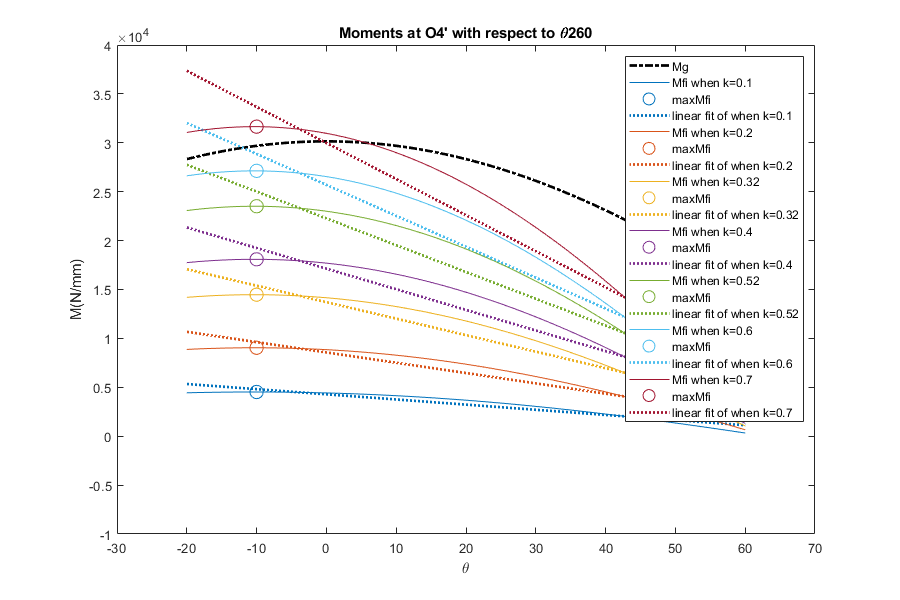 Moments at O4' with respect to θ260
×10⁴
4
3.5
3
2.5
2
1.5
1
0.5
0
-0.5
-1
M(N/mm)
-30 -20 -10 0 10 20 30 40 50 60 70
θ
Mg
Mfi when k=0.1
maxMfi
linear fit of when k=0.1
Mfi when k=0.2
maxMfi
linear fit of when k=0.2
Mfi when k=0.32
maxMfi
linear fit of when k=0.32
Mfi when k=0.4
maxMfi
linear fit of when k=0.4
Mfi when k=0.52
maxMfi
linear fit of when k=0.52
Mfi when k=0.6
maxMfi
linear fit of when k=0.6
Mfi when k=0.7
maxMfi
linear fit of when k=0.7